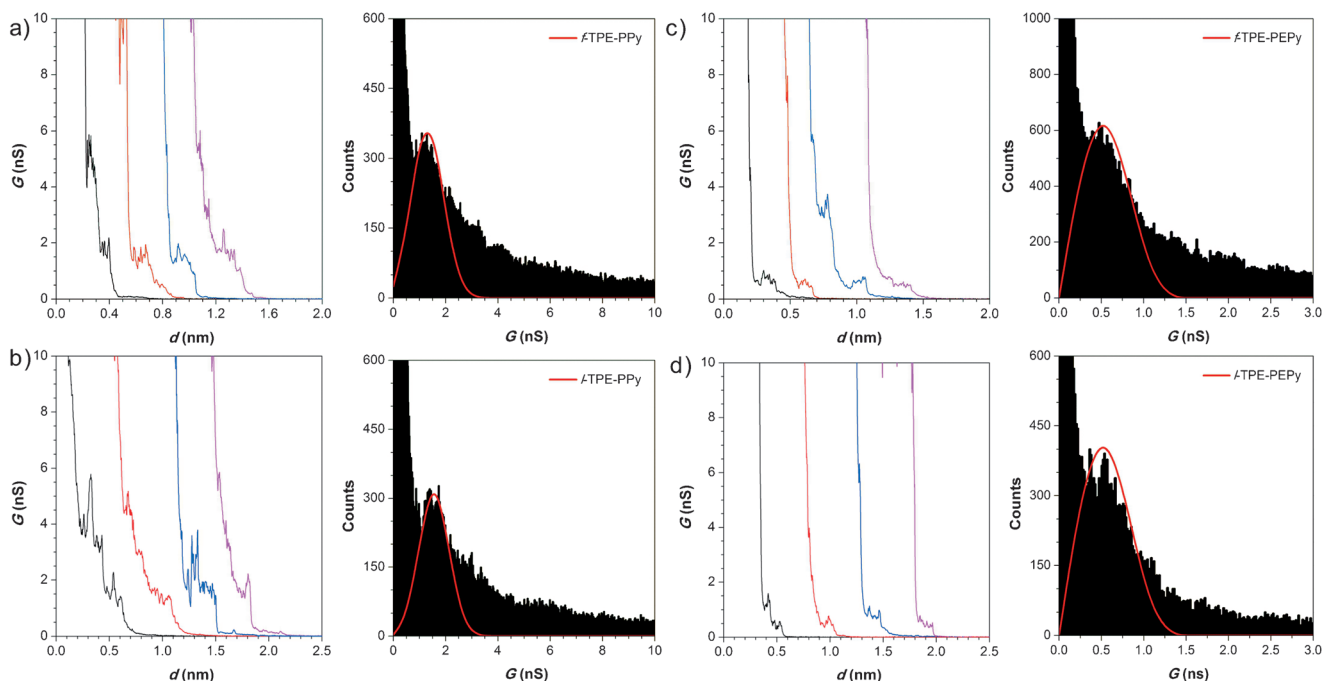 a)
10
8
6
4
2
0
G (nS)
0.0 0.4 0.8 1.2 1.6 2.0
d (nm)
600
450
300
150
0
Counts
f-TPE-PPy
0 2 4 6 8 10
G (nS)
c)
10
8
6
4
2
0
G (nS)
0.0 0.5 1.0 1.5 2.0
d (nm)
1000
800
600
400
200
0
Counts
f-TPE-PEPy
0.0 0.5 1.0 1.5 2.0 2.5 3.0
G (nS)
b)
10
8
6
4
2
0
G (nS)
0.0 0.5 1.0 1.5 2.0 2.5
d (nm)
600
450
300
150
0
Counts
l-TPE-PPy
0 2 4 6 8 10
G (nS)
d)
10
8
6
4
2
0
G (nS)
0.0 0.5 1.0 1.5 2.0 2.5
d (nm)
600
450
300
150
0
Counts
l-TPE-PEPy
0.0 0.5 1.0 1.5 2.0 2.5 3.0
G (ns)